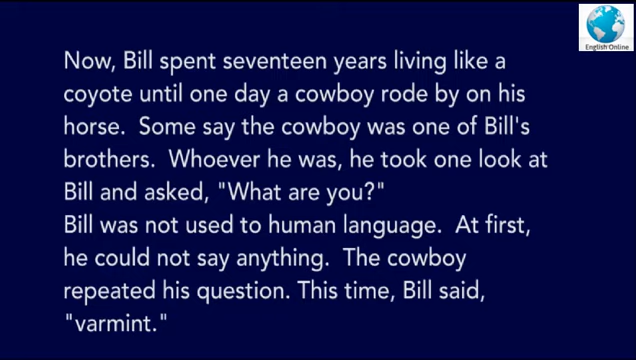 English Online
Now, Bill spent seventeen years living like a
coyote until one day a cowboy rode by on his
horse.  Some say the cowboy was one of Bill's
brothers.  Whoever he was, he took one look at
Bill and asked, "What are you?"
Bill was not used to human language.  At first,
he could not say anything.  The cowboy
repeated his question. This time, Bill said,
"varmint."